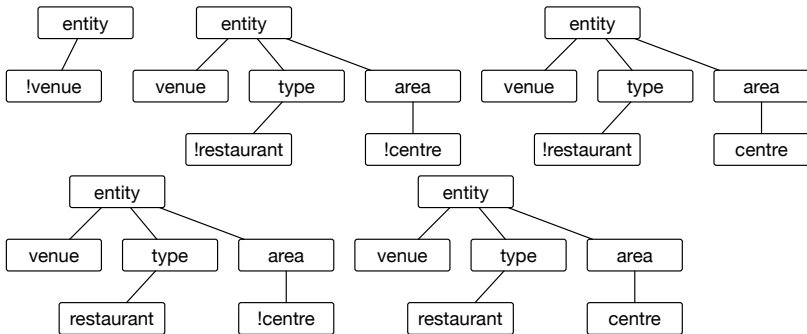 entity entity entity
!venue venue type area venue type area
!restaurant !centre !restaurant centre
entity entity
venue type area venue type area
restaurant !centre restaurant centre